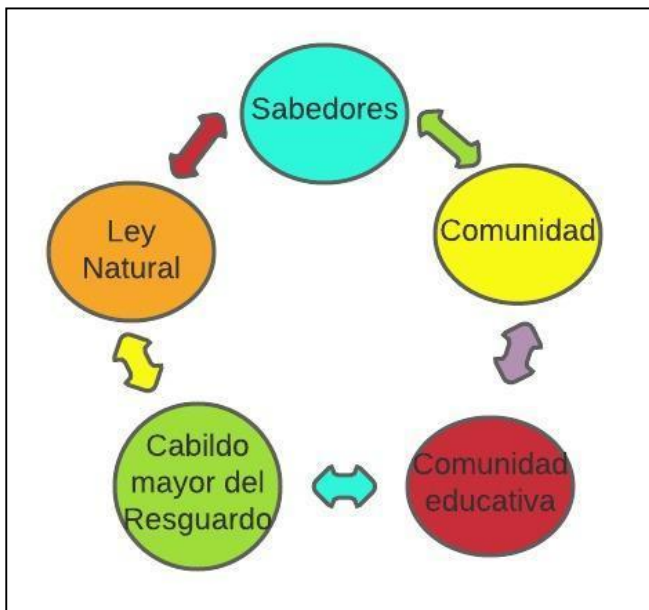 Sabedores
Ley
Natural
Comunidad
Cabildo
mayor del
Resguardo
Comunidad
educativa